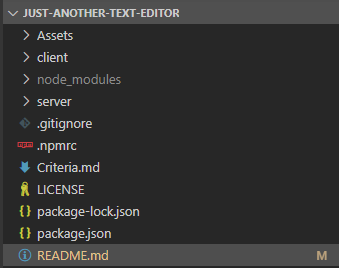 JUST-ANOTHER-TEXT-EDITOR
Assets
client
node_modules
server
.gitignore
.npmrc
Criteria.md
LICENSE
package-lock.json
package.json
README.md M